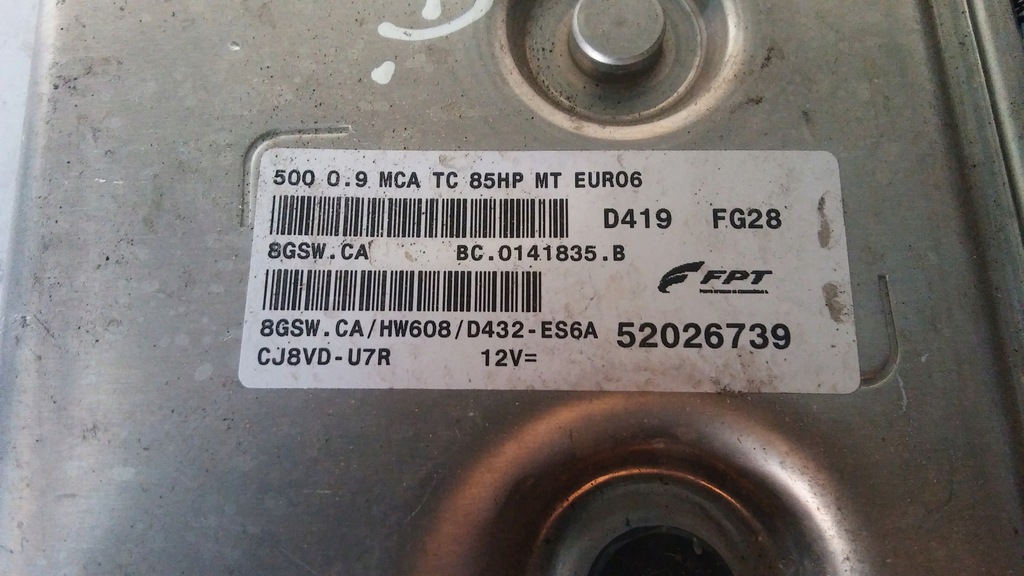 500 0.9 MCA TC 85HP MT EURO6
D419 FG28
8GSW.CA BC.0141835.B
FPT
8GSW.CA/HW608/D432-ES6A 52026739
CJ8VD-U7R 12V=